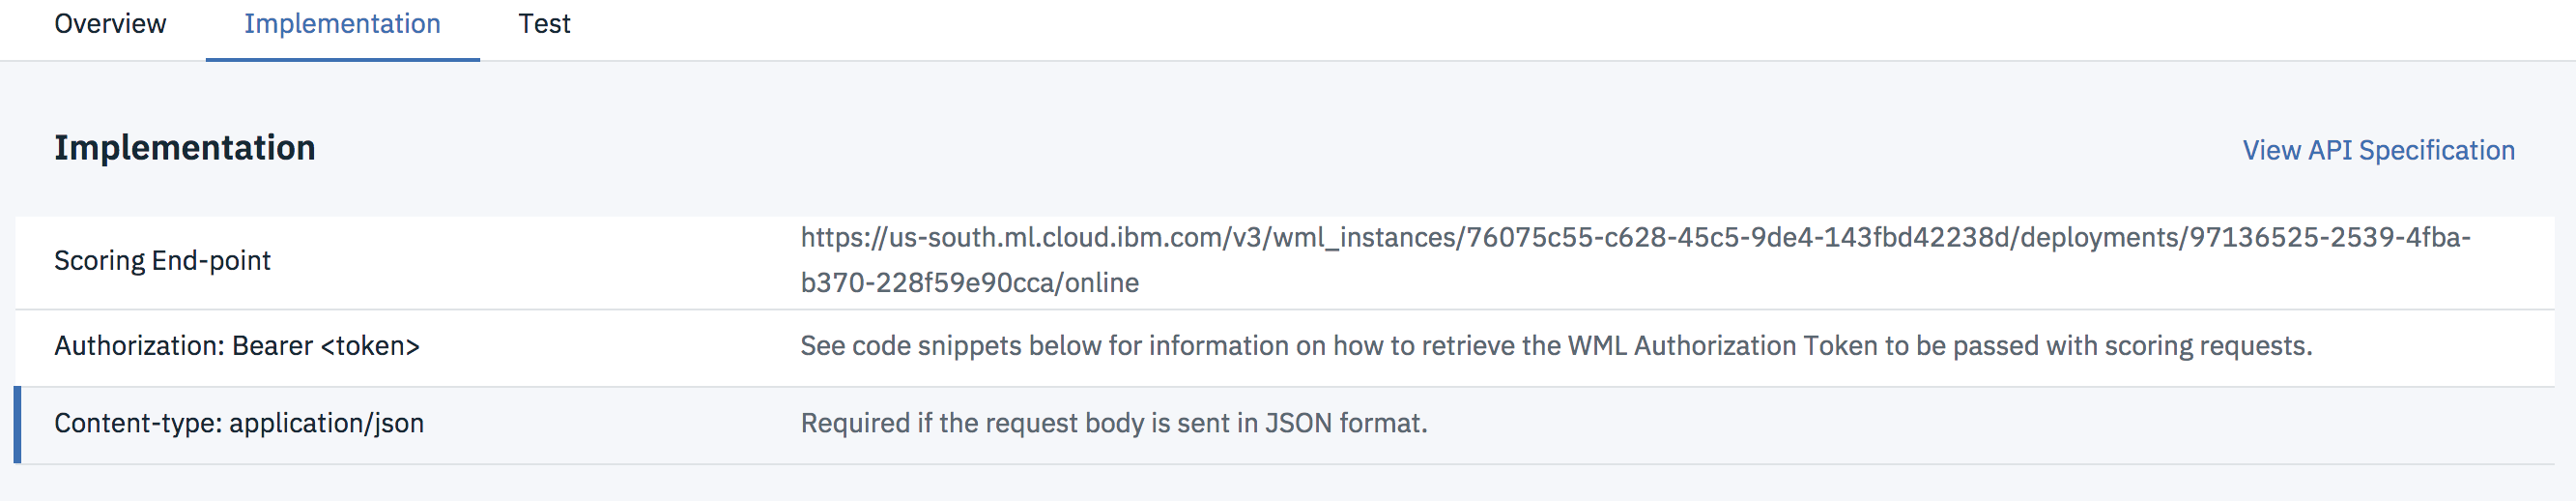 Overview Implementation Test
Implementation View API Specification
Scoring End-point
https://us-south.ml.cloud.ibm.com/v3/wml_instances/76075c55-c628-45c5-9de4-143fbd42238d/deployments/97136525-2539-4fba-
b370-228f59e90cca/online
Authorization: Bearer <token> See code snippets below for information on how to retrieve the WML Authorization Token to be passed with scoring requests.
Content-type: application/json Required if the request body is sent in JSON format.